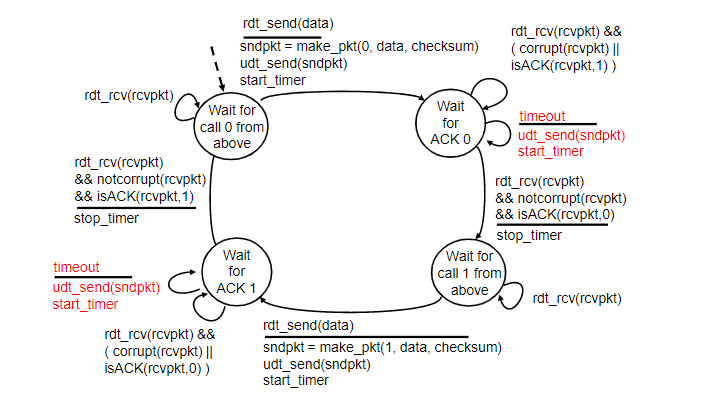 rdt_send(data)
sndpkt = make_pkt(0, data, checksum)
udt_send(sndpkt)
start_timer
rdt_rcv(rcvpkt) &&
( corrupt(rcvpkt) ||
isACK(rcvpkt,1) )
rdt_rcv(rcvpkt)
Wait for
call 0 from
above
Wait
for
ACK 0
timeout
udt_send(sndpkt)
start_timer
rdt_rcv(rcvpkt)
&& notcorrupt(rcvpkt)
&& isACK(rcvpkt,1)
stop_timer
rdt_rcv(rcvpkt)
&& notcorrupt(rcvpkt)
&& isACK(rcvpkt,0)
stop_timer
timeout
udt_send(sndpkt)
start_timer
Wait
for
ACK 1
Wait for
call 1 from
above
rdt_rcv(rcvpkt)
rdt_rcv(rcvpkt) &&
( corrupt(rcvpkt) ||
isACK(rcvpkt,0) )
rdt_send(data)
sndpkt = make_pkt(1, data, checksum)
udt_send(sndpkt)
start_timer